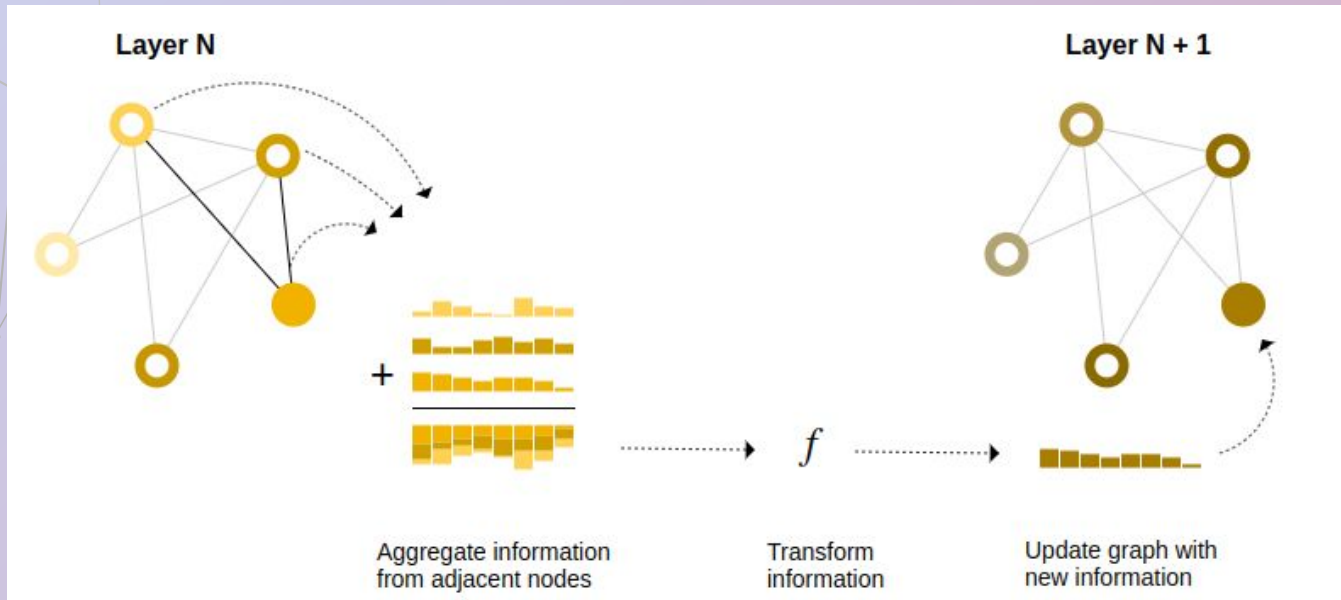 Layer N
Layer N + 1
+
f
Aggregate information
from adjacent nodes
Transform
information
Update graph with
new information